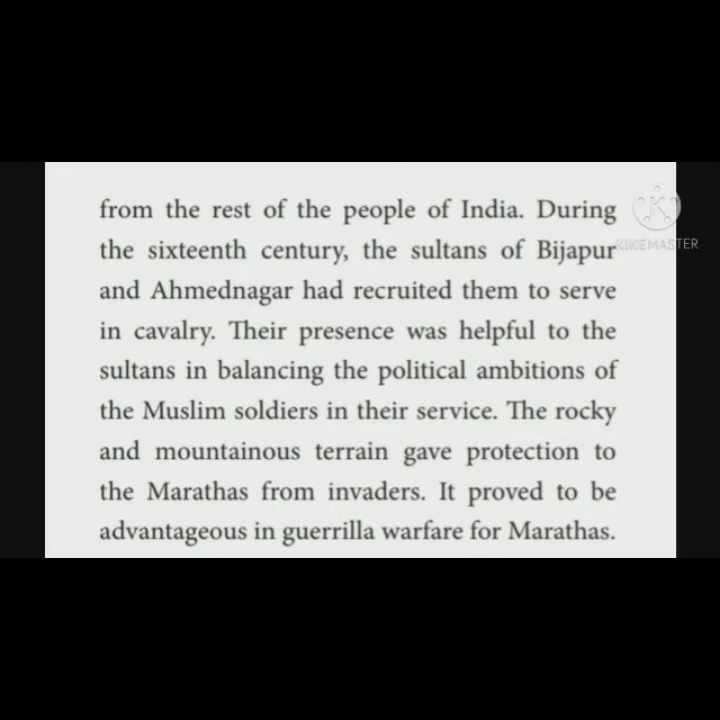 from the rest of the people of India. During
the sixteenth century, the sultans of Bijapur
and Ahmednagar had recruited them to serve
in cavalry. Their presence was helpful to the
sultans in balancing the political ambitions of
the Muslim soldiers in their service. The rocky
and mountainous terrain gave protection to
the Marathas from invaders. It proved to be
advantageous in guerrilla warfare for Marathas.
K
KINEMASTER